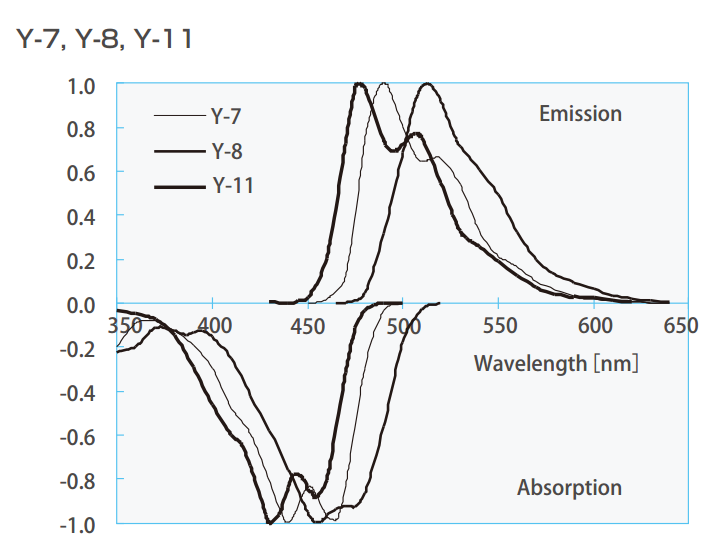 Y-7, Y-8, Y-11
1.0
0.8
0.6
0.4
0.2
0.0
-0.2
-0.4
-0.6
-0.8
-1.0
Y-7
Y-8
Y-11
Emission
350 400 450 500 550 600 650
Wavelength [nm]
Absorption